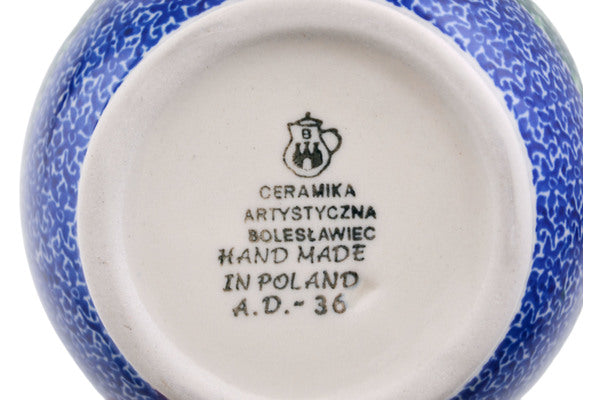 B
CERAMIKA
ARTYSTYCZNA
BOLESŁAWIEC
HAND MADE
IN POLAND
A.D.-36